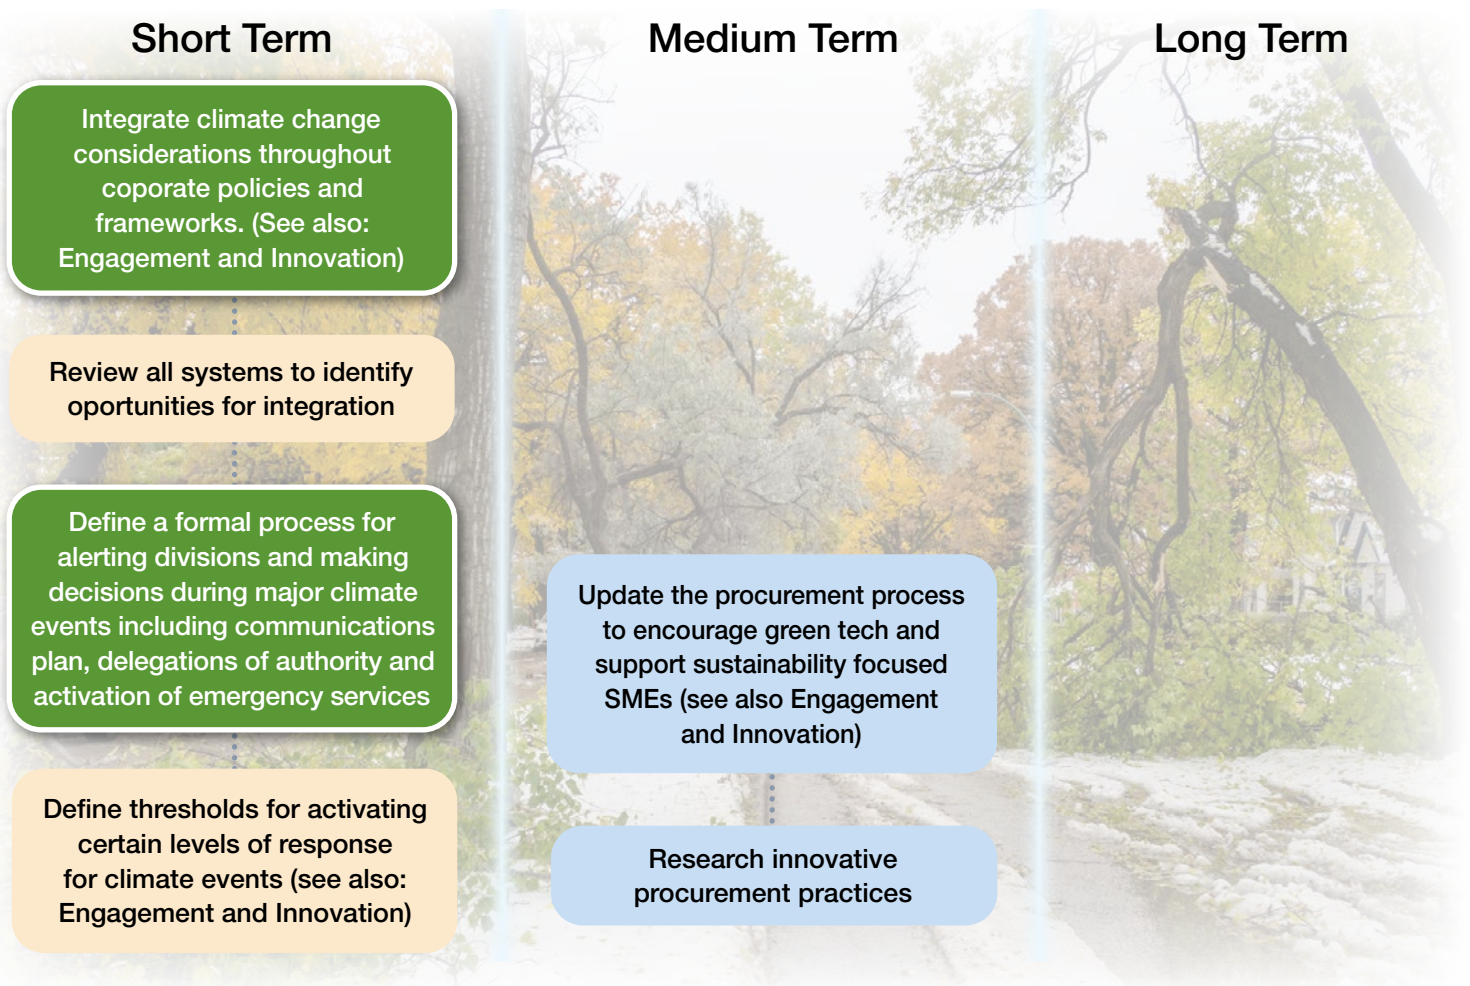 Short Term
Integrate climate change
considerations throughout
coporate policies and
frameworks. (See also:
Engagement and Innovation)
Review all systems to identify
oportunities for integration
Define a formal process for
alerting divisions and making
decisions during major climate
events including communications
plan, delegations of authority and
activation of emergency services
Define thresholds for activating
certain levels of response
for climate events (see also:
Engagement and Innovation)
Medium Term
Update the procurement process
to encourage green tech and
support sustainability focused
SMEs (see also Engagement
and Innovation)
Research innovative
procurement practices
Long Term